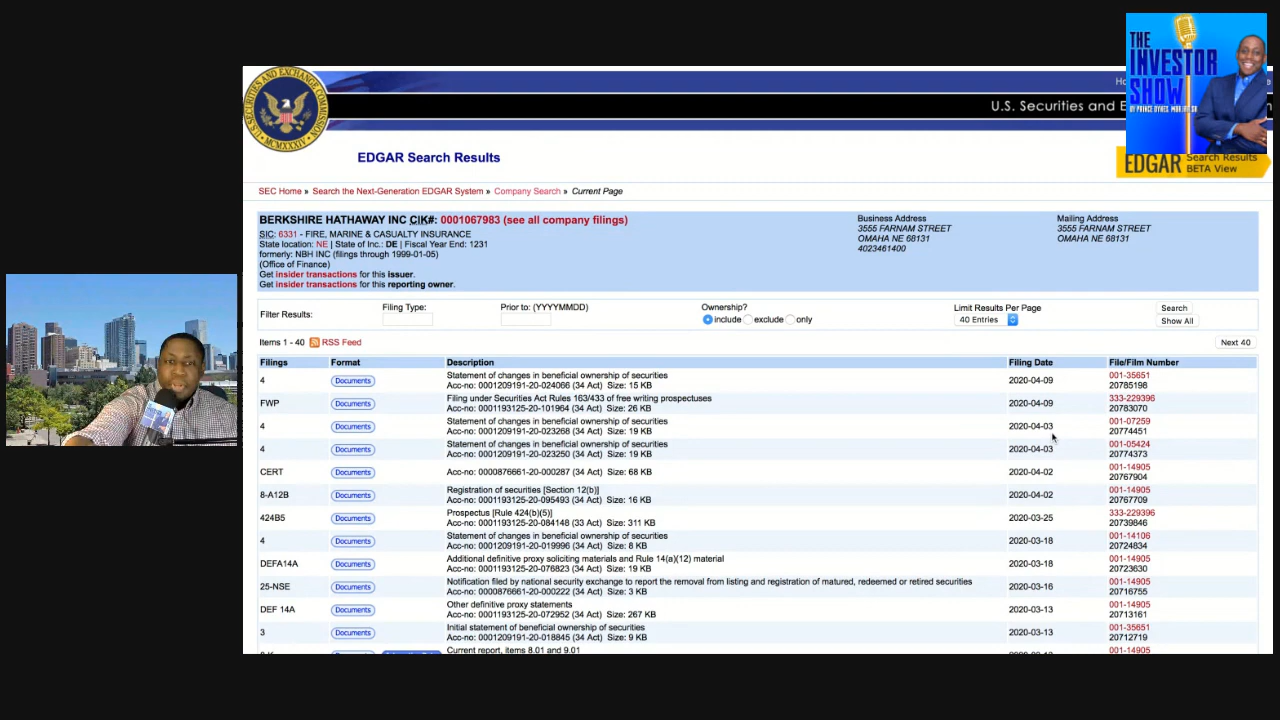 THE
INVESTOR
SHOW
BY PRINCE DYKES, MBA, IAR
U.S. Securities and E
EDGAR Search Results
EDGAR Search Results
BETA View
SEC Home » Search the Next-Generation EDGAR System » Company Search » Current Page
BERKSHIRE HATHAWAY INC CIK#: 0001067983 (see all company filings)
SIC: 6331 - FIRE, MARINE & CASUALTY INSURANCE
State location: NE | State of Inc.: DE | Fiscal Year End: 1231
formerly: NBH INC (filings through 1999-01-05)
(Office of Finance)
Get insider transactions for this issuer.
Get insider transactions for this reporting owner.
Business Address
3555 FARNAM STREET
OMAHA NE 68131
4023461400
Mailing Address
3555 FARNAM STREET
OMAHA NE 68131
Filter Results:
Filing Type:
Prior to: (YYYYMMDD)
Ownership?
include exclude only
Limit Results Per Page
40 Entries
Search
Show All
Items 1 - 40 RSS Feed
Next 40
Filings Format Description Filing Date File/Film Number
4 Documents Statement of changes in beneficial ownership of securities 2020-04-09 001-35651
Acc-no: 0001209191-20-024066 (34 Act) Size: 15 KB 20785198
FWP Documents Filing under Securities Act Rules 163/433 of free writing prospectuses 2020-04-09 333-229396
Acc-no: 0001193125-20-101964 (34 Act) Size: 26 KB 20783070
4 Documents Statement of changes in beneficial ownership of securities 2020-04-03 001-07259
Acc-no: 0001209191-20-023268 (34 Act) Size: 19 KB 20774451
4 Documents Statement of changes in beneficial ownership of securities 2020-04-03 001-05424
Acc-no: 0001209191-20-023250 (34 Act) Size: 19 KB 20774373
CERT Documents Acc-no: 0000876661-20-000287 (34 Act) Size: 68 KB 2020-04-02 001-14905
20767904
8-A12B Documents Registration of securities [Section 12(b)] 2020-04-02 001-14905
Acc-no: 0001193125-20-095493 (34 Act) Size: 16 KB 20767709
424B5 Documents Prospectus [Rule 424(b)(5)] 2020-03-25 333-229396
Acc-no: 0001193125-20-084148 (33 Act) Size: 311 KB 20739846
4 Documents Statement of changes in beneficial ownership of securities 2020-03-18 001-14106
Acc-no: 0001209191-20-019996 (34 Act) Size: 8 KB 20724834
DEFA14A Documents Additional definitive proxy soliciting materials and Rule 14(a)(12) material 2020-03-18 001-14905
Acc-no: 0001193125-20-076823 (34 Act) Size: 19 KB 20723630
25-NSE Documents Notification filed by national security exchange to report the removal from listing and registration of matured, redeemed or retired securities 2020-03-16 001-14905
Acc-no: 0000876661-20-000222 (34 Act) Size: 3 KB 20716755
DEF 14A Documents Other definitive proxy statements 2020-03-13 001-14905
Acc-no: 0001193125-20-072952 (34 Act) Size: 267 KB 20713161
3 Documents Initial statement of beneficial ownership of securities 2020-03-13 001-35651
Acc-no: 0001209191-20-018845 (34 Act) Size: 9 KB 20712719
Current report, items 8.01 and 9.01 001-14905